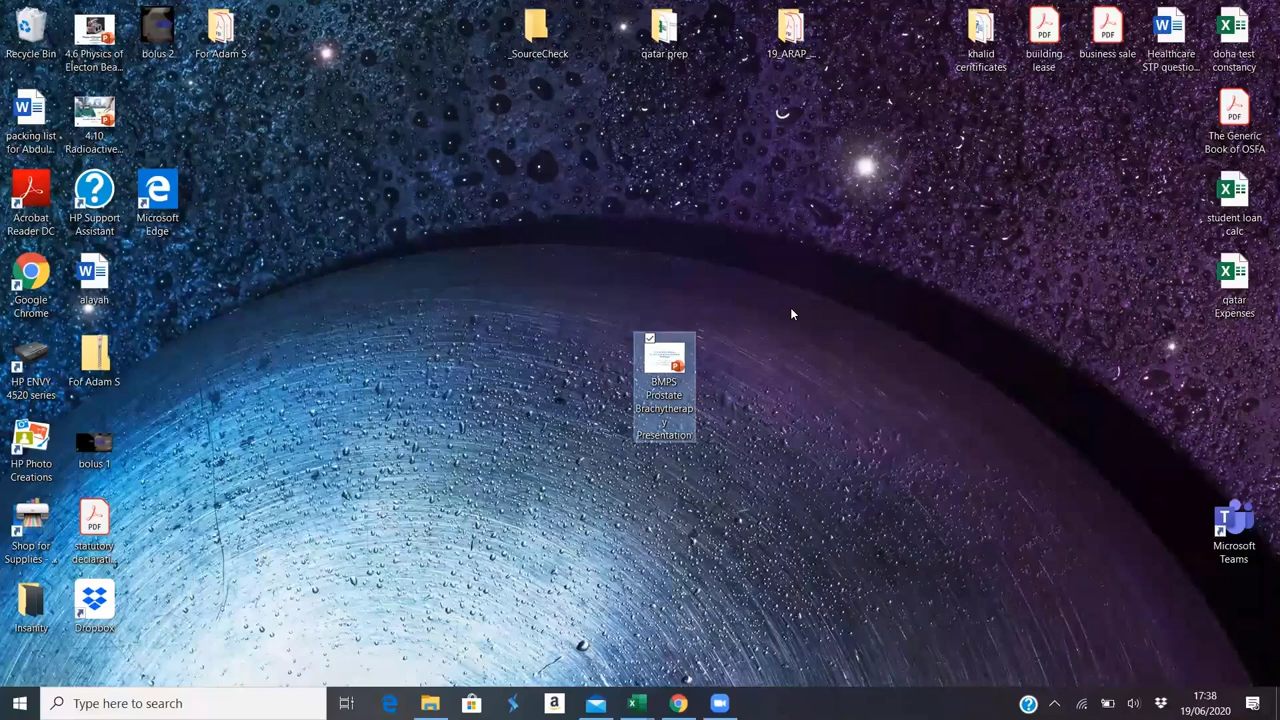 Recycle Bin
4.6 Physics of
Electon Bea...
bolus 2
For Adam S
SourceCheck
qatar prep
19_ARAP_...
khalid
certificates
building
lease
business sale
Healthcare
STP questio...
doha test
constancy
packing list
for Abdul...
4.10
Radioactive...
The Generic
Book of OSFA
Acrobat
Reader DC
HP Support
Assistant
Microsoft
Edge
student loan
calc
Google
Chrome
alayah
qatar
Expenses
HP ENVY
4520 series
For Adam S
BMPS
Prostate
Brachytherap
y
Presentation
HP Photo
Creations
bolus 1
Shop for
Supplies - ...
statutory
declarati...
Microsoft
Teams
Insanity
Dropbox
Type here to search
17:38
19/06/2020